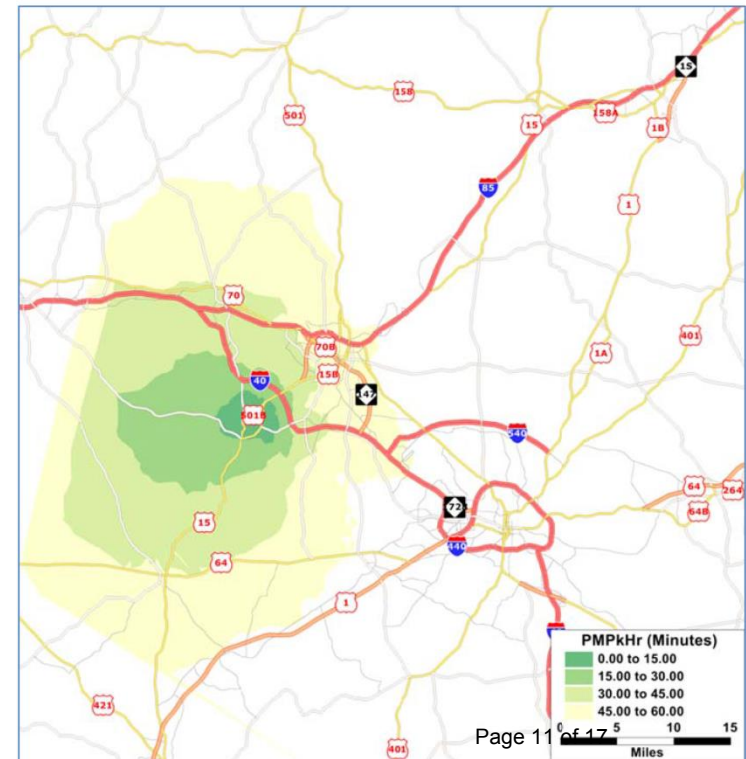 15
158
501
158A
15
1B
85
1
70
401
70B
1A
15B
40
147
501B
540
64
264
64B
15
440
64
1
PMPkHr (Minutes)
0.00 to 15.00
15.00 to 30.00
30.00 to 45.00
45.00 to 60.00
421
0 5 10 15
Miles
401
Page 11 of 17